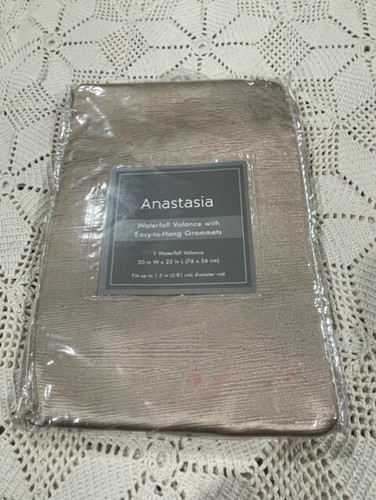 Anastasia
Waterfall Valance with
Easy-to-Hang Grommets
1 Waterfall Valance
30 in W x 22 in L (76 x 56 cm)
Fits up to 1.5 in (3.81 cm) diameter rod